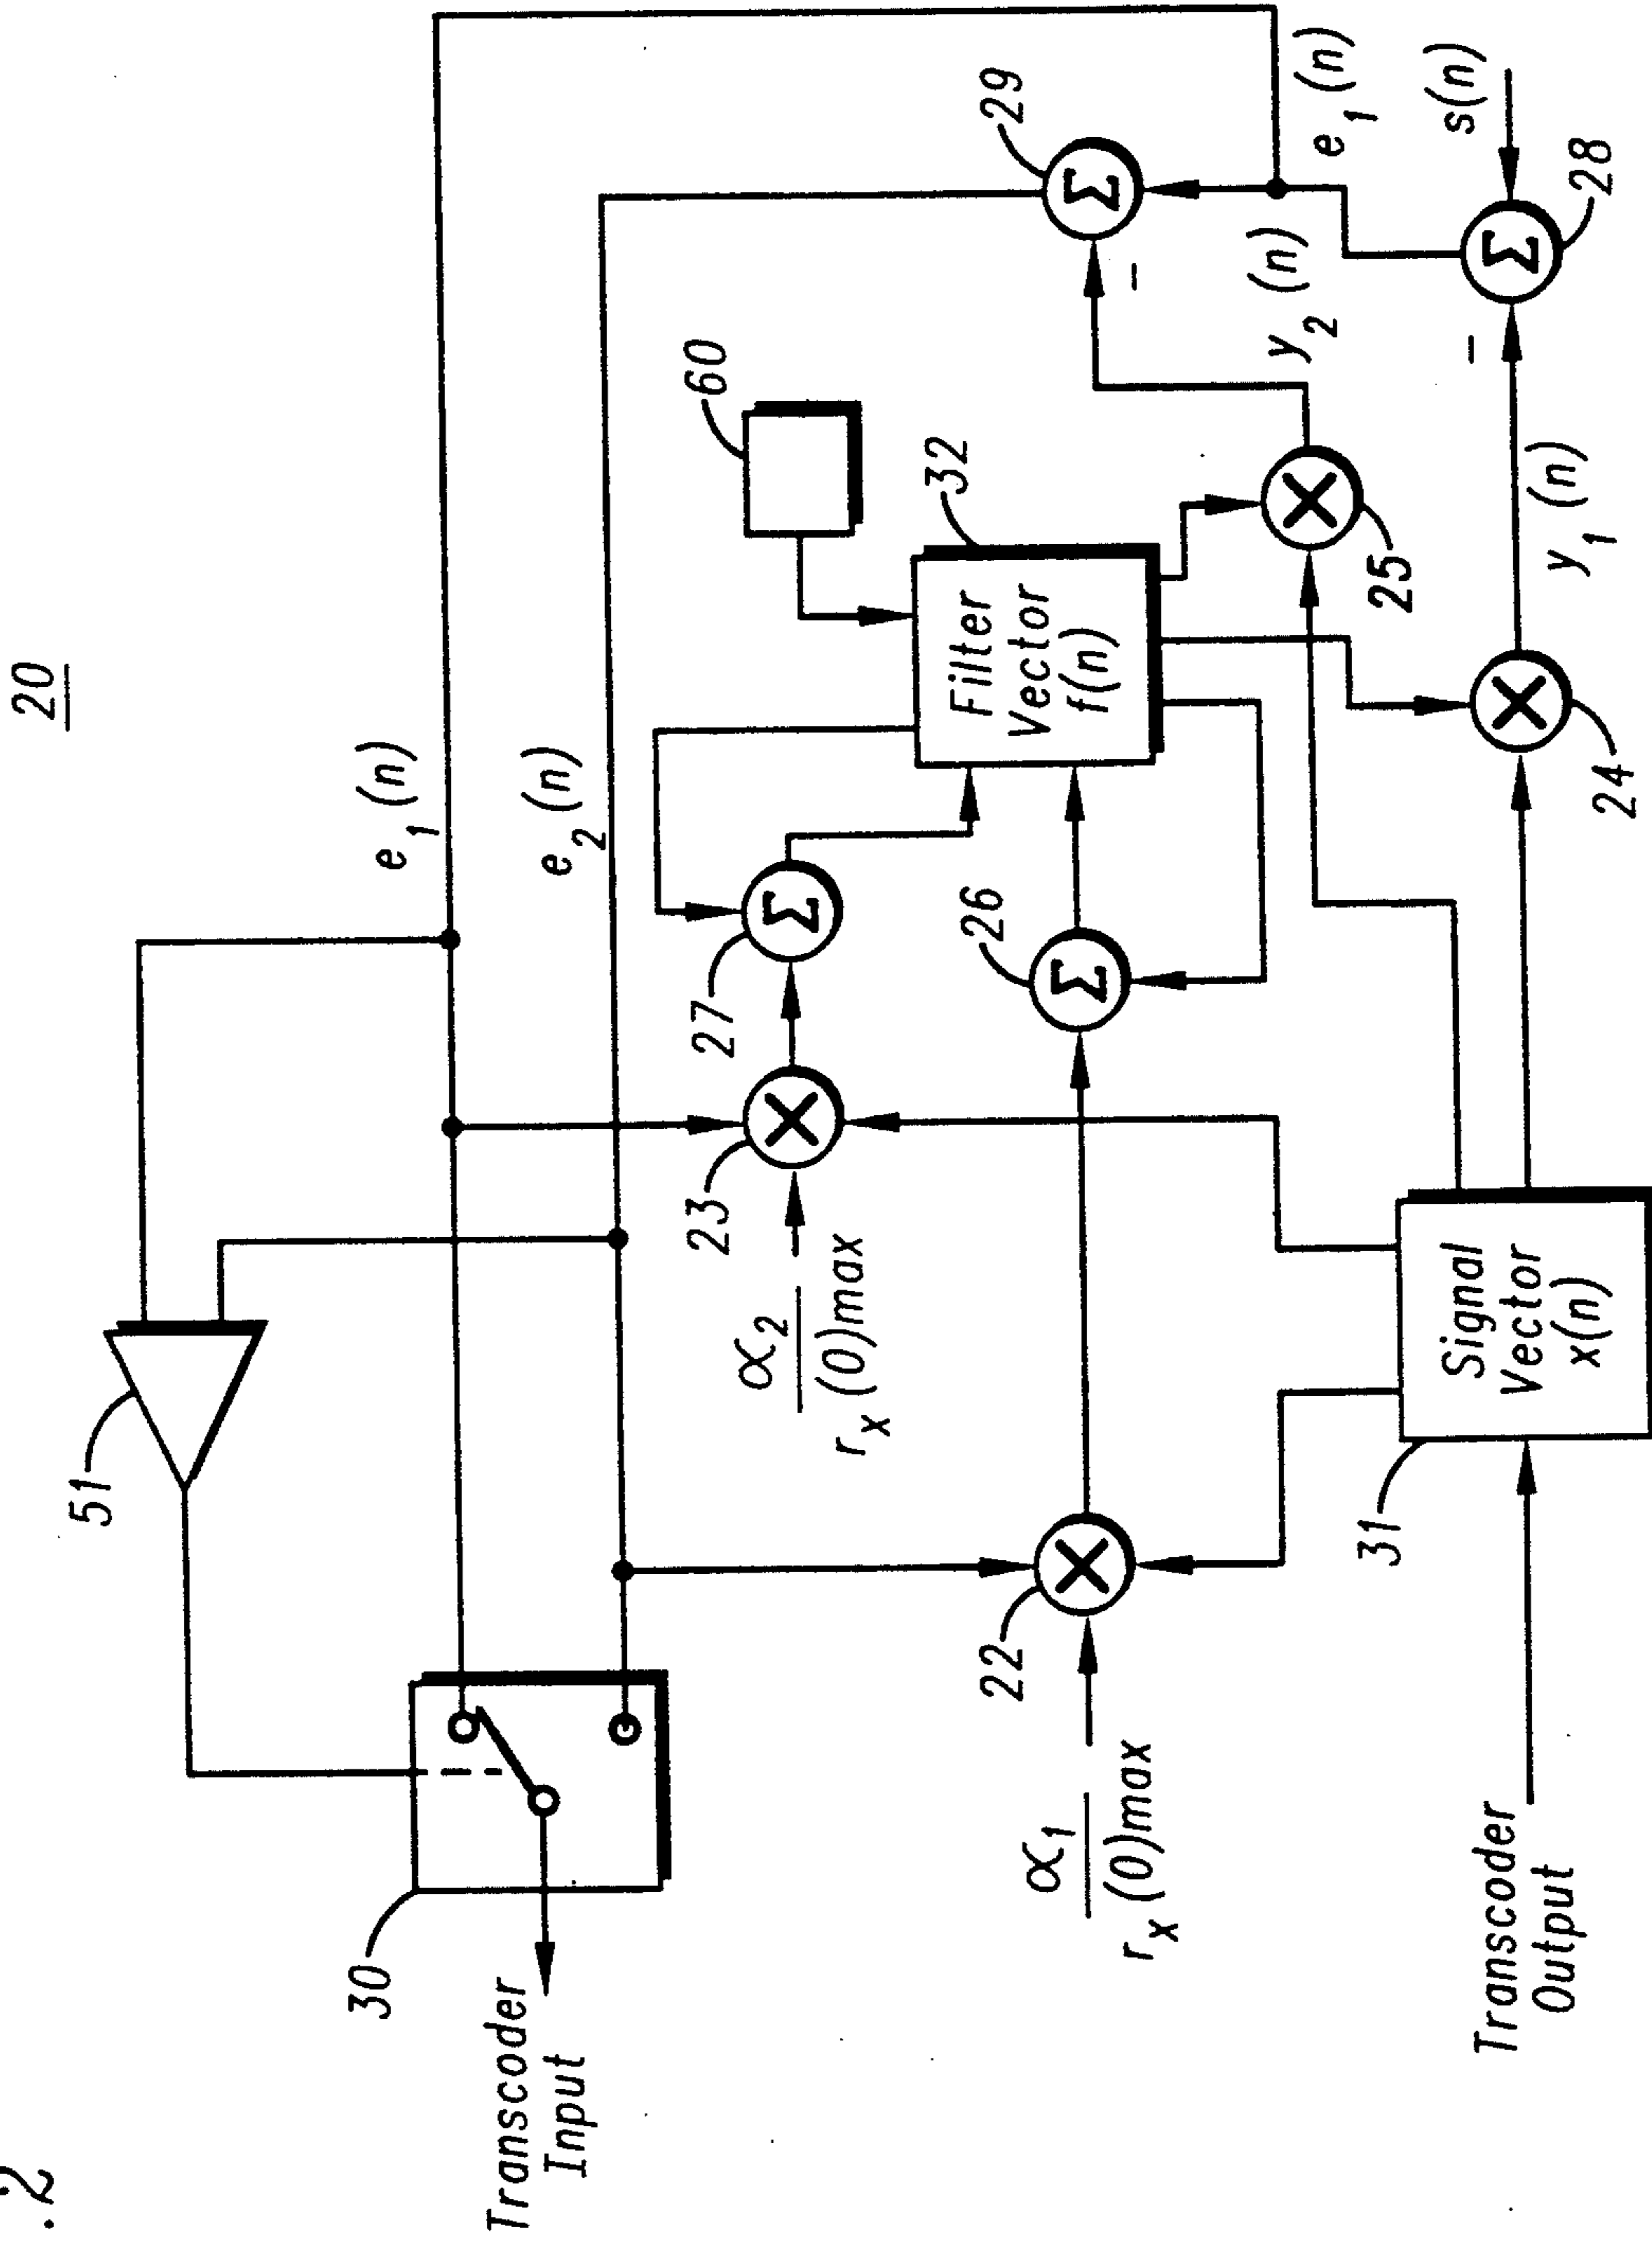 .2
20
51
e1(n)
e2(n)
30
Transcoder
Input
23
27
60
29
α2
rx(0)max
26
32
Filter
Vector
f(n)
22
α1
rx(0)max
25
y2(n)
e1(n)
s(n)
31
Signal
Vector
x(n)
24
y1(n)
28
Transcoder
Output
Σ
Σ
Σ
Σ
−
−